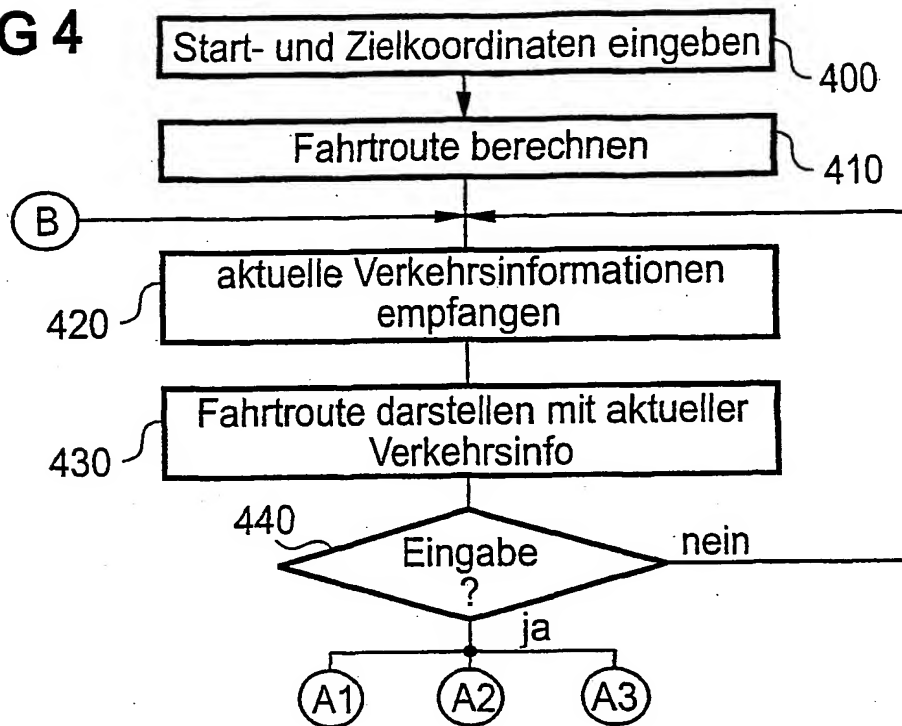 G 4
Start- und Zielkoordinaten eingeben
400
Fahrtroute berechnen
410
B
aktuelle Verkehrsinformationen
empfangen
420
Fahrtroute darstellen mit aktueller
Verkehrsinfo
430
440
Eingabe
?
nein
ja
A1 A2 A3